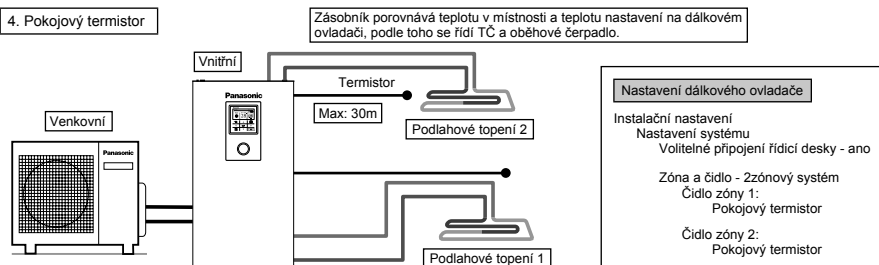 4. Pokojový termistor
Zásobník porovnává teplotu v místnosti a teplotu nastavení na dálkovém
ovladači, podle toho se řídí TČ a oběhové čerpadlo.
Vnitřní
Termistor
Max: 30m
Panasonic
Podlahové topení 2
Venkovní
Panasonic
Podlahové topení 1
Nastavení dálkového ovladače
Instalační nastavení
Nastavení systému
Volitelné připojení řídicí desky - ano
Zóna a čidlo - 2zónový systém
Čidlo zóny 1:
Pokojový termistor
Čidlo zóny 2:
Pokojový termistor